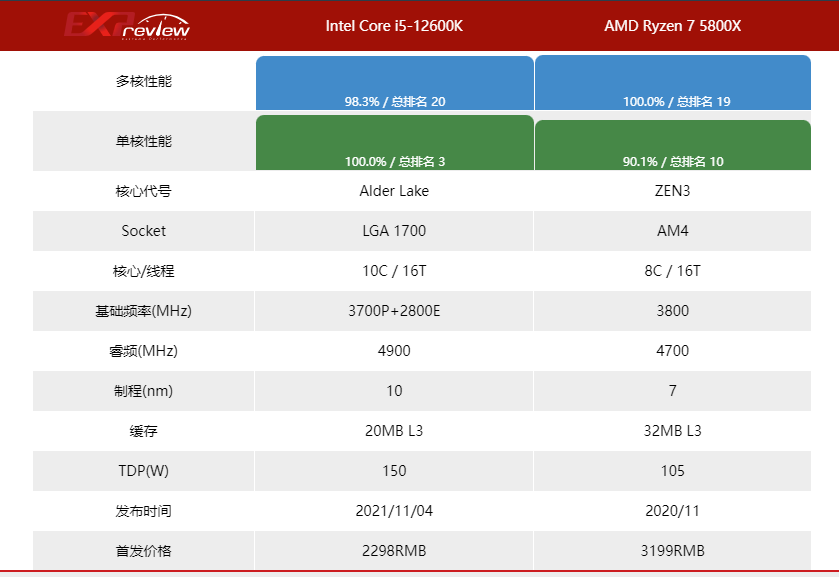 EXPreview Intel Core i5-12600K AMD Ryzen 7 5800X
多核性能 98.3% / 总排名 20 100.0% / 总排名 19
单核性能 100.0% / 总排名 3 90.1% / 总排名 10
核心代号 Alder Lake ZEN3
Socket LGA 1700 AM4
核心/线程 10C / 16T 8C / 16T
基础频率(MHz) 3700P+2800E 3800
睿频(MHz) 4900 4700
制程(nm) 10 7
缓存 20MB L3 32MB L3
TDP(W) 150 105
发布时间 2021/11/04 2020/11
首发价格 2298RMB 3199RMB